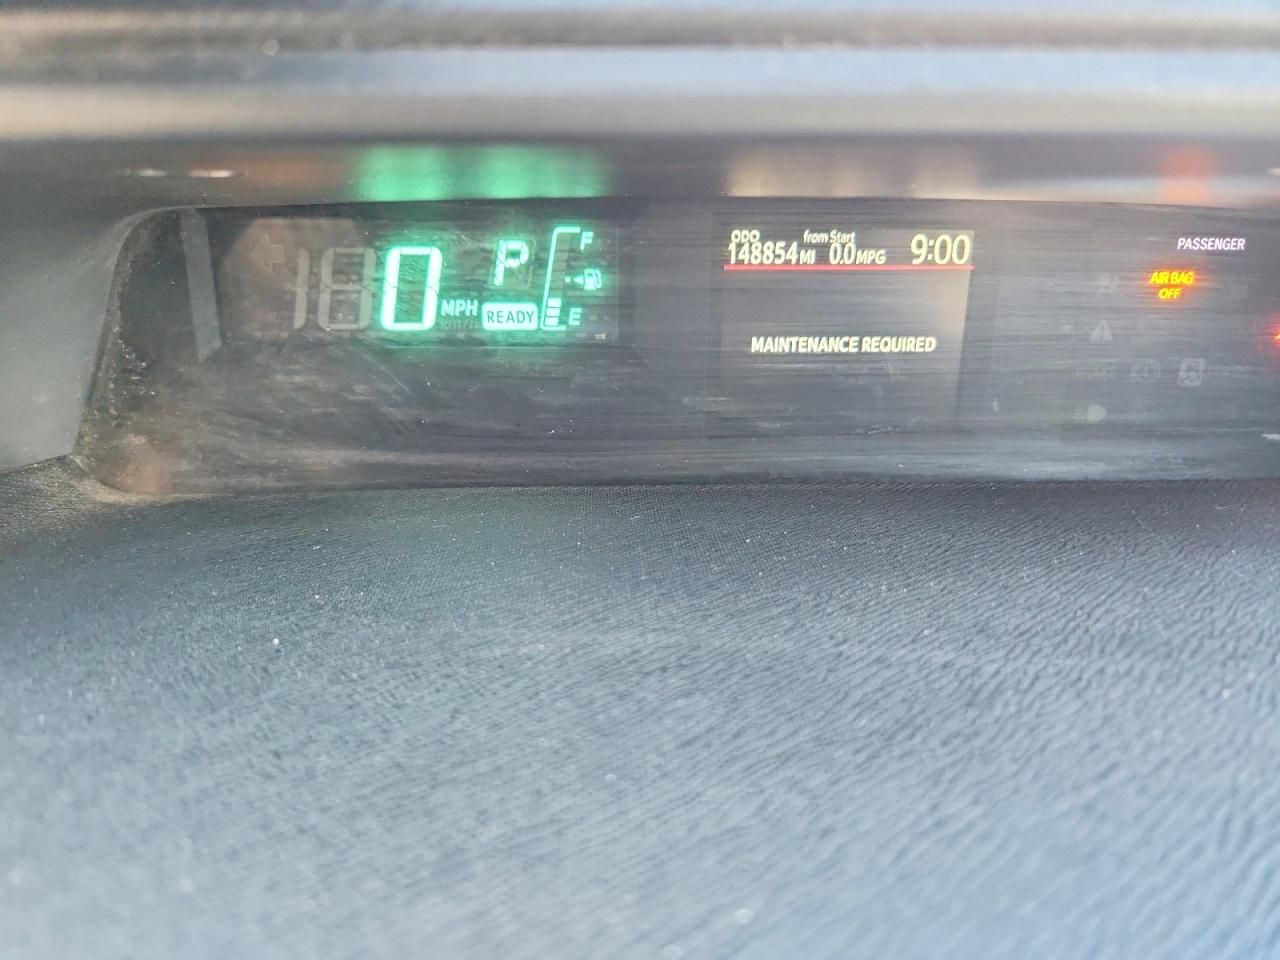 0 MPH
P
READY
F
E
ODO from Start
148854 MI 0.0 MPG 9:00
MAINTENANCE REQUIRED
PASSENGER
AIR BAG
OFF